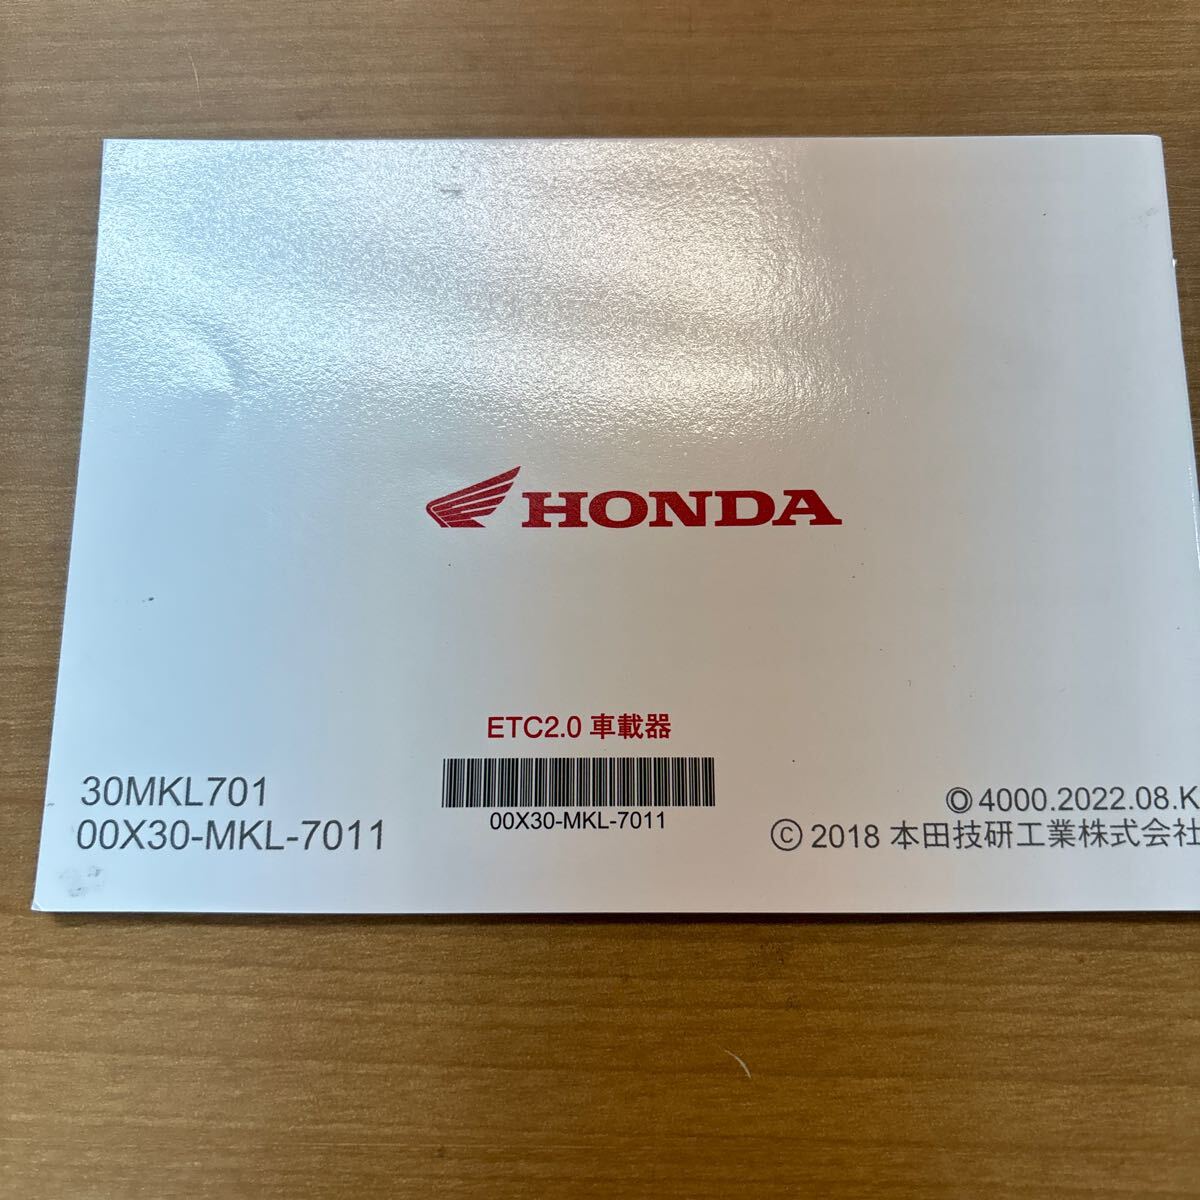 HONDA
ETC2.0 車載器
00X30-MKL-7011
30MKL701
00X30-MKL-7011
◎4000.2022.08.K
Ⓒ 2018 本田技研工業株式会社